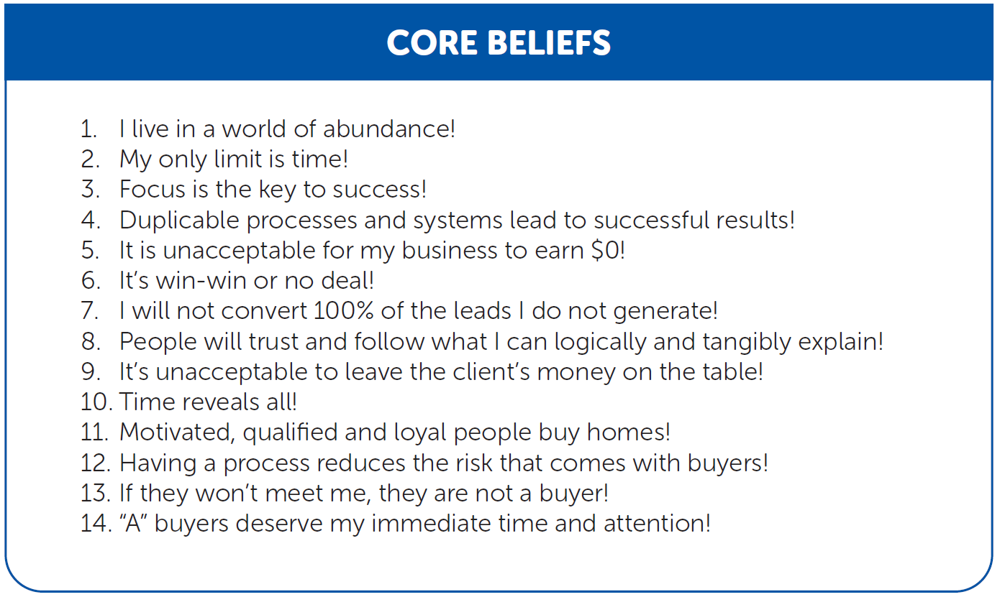 CORE BELIEFS
1. I live in a world of abundance!
2. My only limit is time!
3. Focus is the key to success!
4. Duplicable processes and systems lead to successful results!
5. It is unacceptable for my business to earn $0!
6. It’s win-win or no deal!
7. I will not convert 100% of the leads I do not generate!
8. People will trust and follow what I can logically and tangibly explain!
9. It’s unacceptable to leave the client’s money on the table!
10. Time reveals all!
11. Motivated, qualified and loyal people buy homes!
12. Having a process reduces the risk that comes with buyers!
13. If they won’t meet me, they are not a buyer!
14. “A” buyers deserve my immediate time and attention!